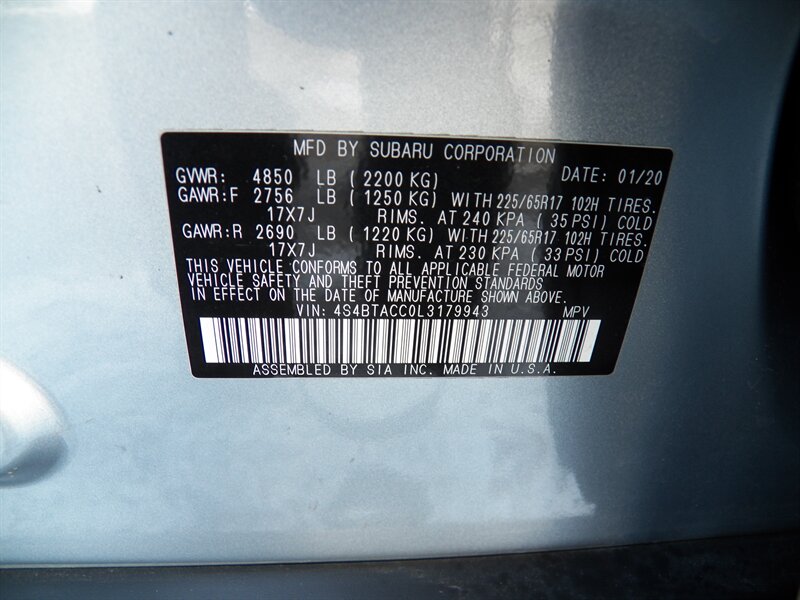 MFD BY SUBARU CORPORATION DATE: 01/20
GVWR: 4850 LB ( 2200 KG)
GAWR:F 2756 LB ( 1250 KG) WITH 225/65R17 102H TIRES.
17X7J RIMS. AT 240 KPA ( 35 PSI) COLD
GAWR:R 2690 LB ( 1220 KG) WITH 225/65R17 102H TIRES.
17X7J RIMS. AT 230 KPA ( 33 PSI) COLD
THIS VEHICLE CONFORMS TO ALL APPLICABLE FEDERAL MOTOR
VEHICLE SAFETY AND THEFT PREVENTION STANDARDS
IN EFFECT ON THE DATE OF MANUFACTURE SHOWN ABOVE.
VIN: 4S4BTACC0L3179943 MPV
ASSEMBLED BY SIA INC. MADE IN U.S.A.